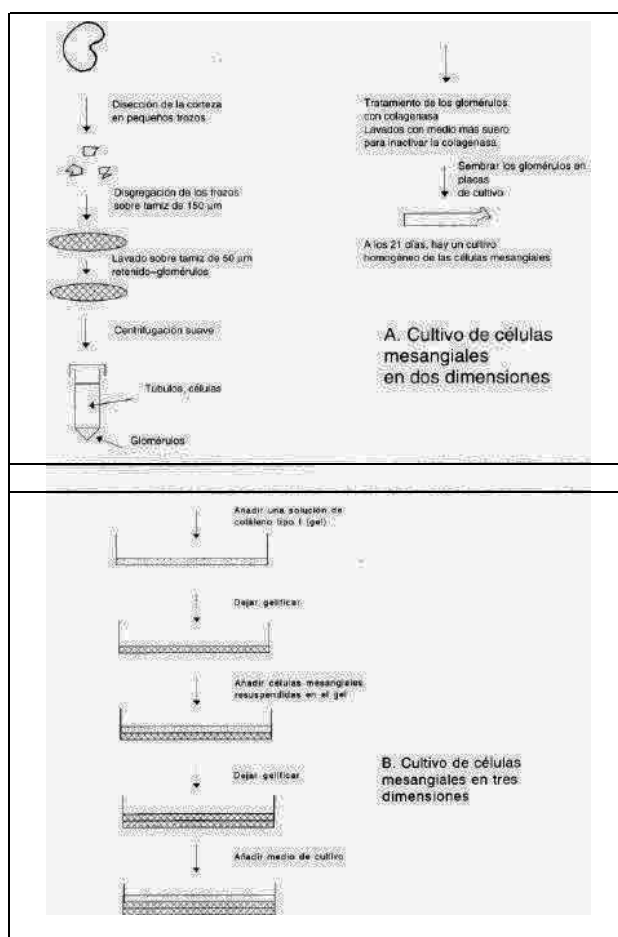 Disección de la corteza
en pequeños trozos
Disgregación de los trozos
sobre tamiz de 150 µm
Lavado sobre tamiz de 50 µm
retenido-glomérulos
Centrifugación suave
Túbulos, células
Glomérulos
Tratamiento de los glomérulos
con colagenasa
Lavados con medio más suero
para inactivar la colagenasa
Sembrar los glomérulos en
placas
de cultivo
A los 21 días, hay un cultivo
homogéneo de las células mesangiales
A. Cultivo de células
mesangiales
en dos dimensiones
Añadir una solución de
colágeno tipo I (gel)
Dejar gelificar
Añadir células mesangiales
resuspendidas en el gel
Dejar gelificar
Añadir medio de cultivo
B. Cultivo de células
mesangiales en tres
dimensiones